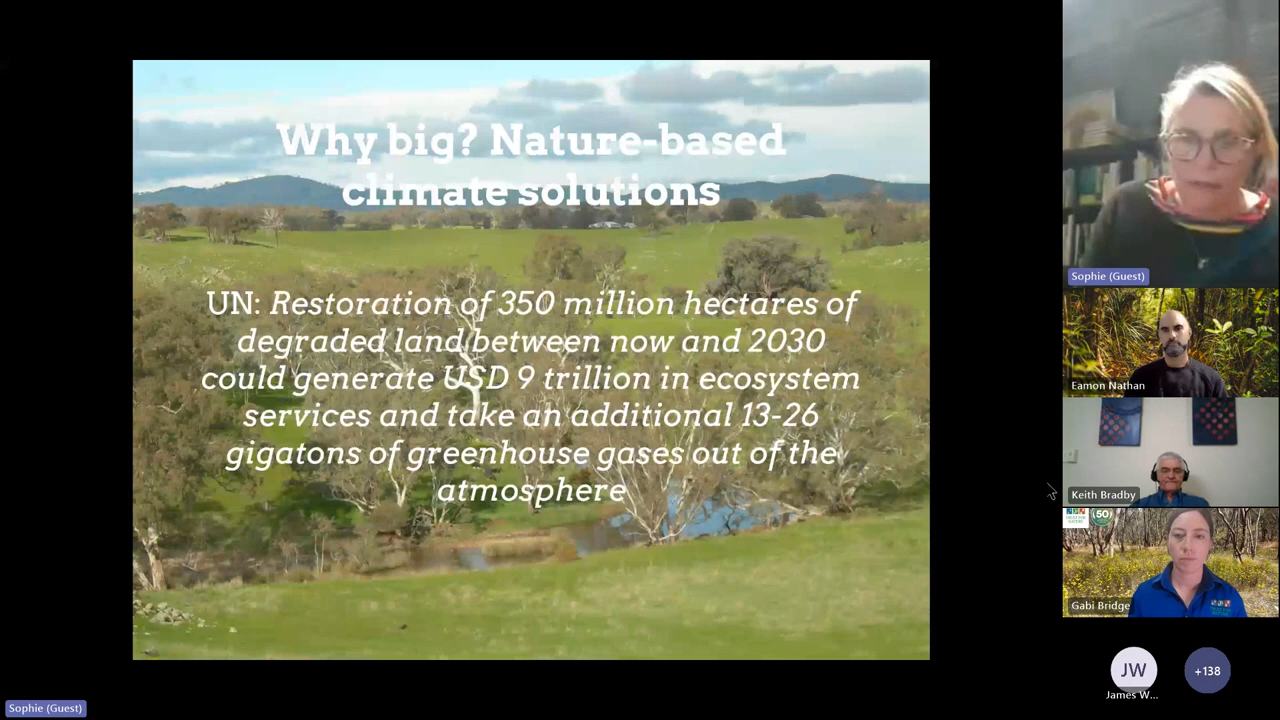 Why big? Nature-based
climate solutions
UN: Restoration of 350 million hectares of
degraded land between now and 2030
could generate USD 9 trillion in ecosystem
services and take an additional 13-26
gigatons of greenhouse gases out of the
atmosphere
Sophie (Guest)
Eamon Nathan
Keith Bradby
50
Gabi Bridge
JW
James W...
+138
Sophie (Guest)